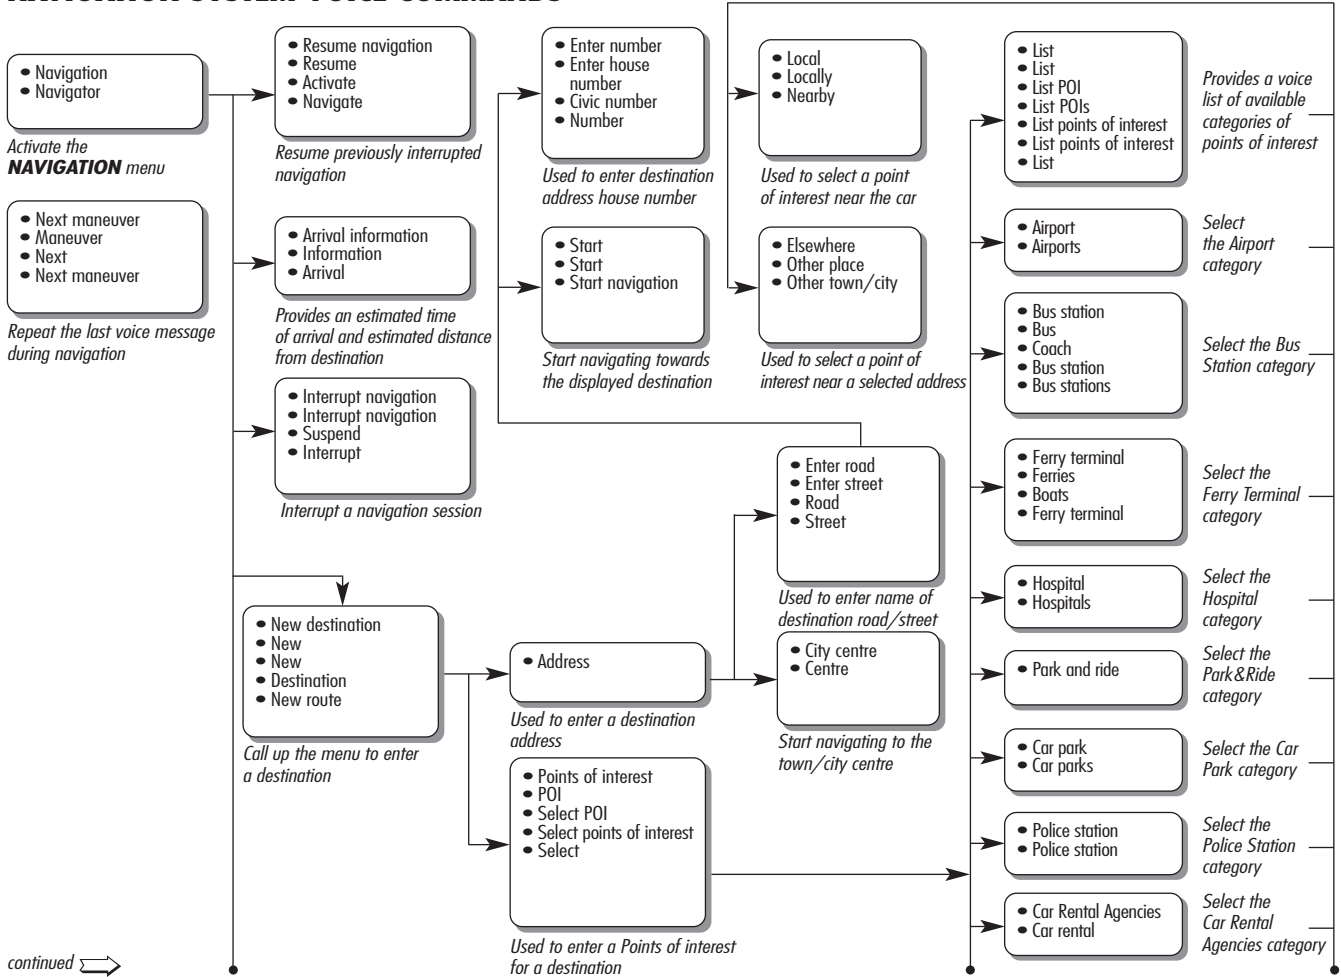 • Navigation
• Navigator
Activate the
NAVIGATION menu
• Next maneuver
• Maneuver
• Next
• Next maneuver
Repeat the last voice message
during navigation
• Resume navigation
• Resume
• Activate
• Navigate
Resume previously interrupted
navigation
• Arrival information
• Information
• Arrival
Provides an estimated time
of arrival and estimated distance
from destination
• Interrupt navigation
• Interrupt navigation
• Suspend
• Interrupt
Interrupt a navigation session
• New destination
• New
• New
• Destination
• New route
Call up the menu to enter
a destination
• Enter number
• Enter house
number
• Civic number
• Number
Used to enter destination
address house number
• Start
• Start
• Start navigation
Start navigating towards
the displayed destination
• Address
Used to enter a destination
address
• Points of interest
• POI
• Select POI
• Select points of interest
• Select
Used to enter a Points of interest
for a destination
• Local
• Locally
• Nearby
Used to select a point
of interest near the car
• Elsewhere
• Other place
• Other town/city
Used to select a point of
interest near a selected address
• Enter road
• Enter street
• Road
• Street
Used to enter name of
destination road/street
• City centre
• Centre
Start navigating to the
town/city centre
• List
• List
• List POI
• List POIs
• List points of interest
• List points of interest
• List
Provides a voice
list of available
categories of
points of interest
• Airport
• Airports
Select
the Airport
category
• Bus station
• Bus
• Coach
• Bus station
• Bus stations
Select the Bus
Station category
• Ferry terminal
• Ferries
• Boats
• Ferry terminal
Select the
Ferry Terminal
category
• Hospital
• Hospitals
Select the
Hospital
category
• Park and ride
Select the
Park&Ride
category
• Car park
• Car parks
Select the Car
Park category
• Police station
• Police station
Select the
Police Station
category
• Car Rental Agencies
• Car rental
Select the
Car Rental
Agencies category
continued